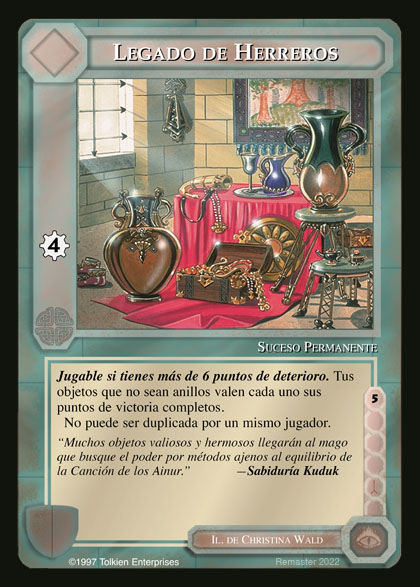 LEGADO DE HERREROS
4
SUCESO PERMANENTE
Jugable si tienes más de 6 puntos de deterioro. Tus
objetos que no sean anillos valen cada uno sus
puntos de victoria completos.
No puede ser duplicada por un mismo jugador.
“Muchos objetos valiosos y hermosos llegarán al mago
que busque el poder por métodos ajenos al equilibrio de
la Canción de los Ainur.” —Sabiduría Kuduk
5
IL. DE CHRISTINA WALD
©1997 Tolkien Enterprises Remaster 2022